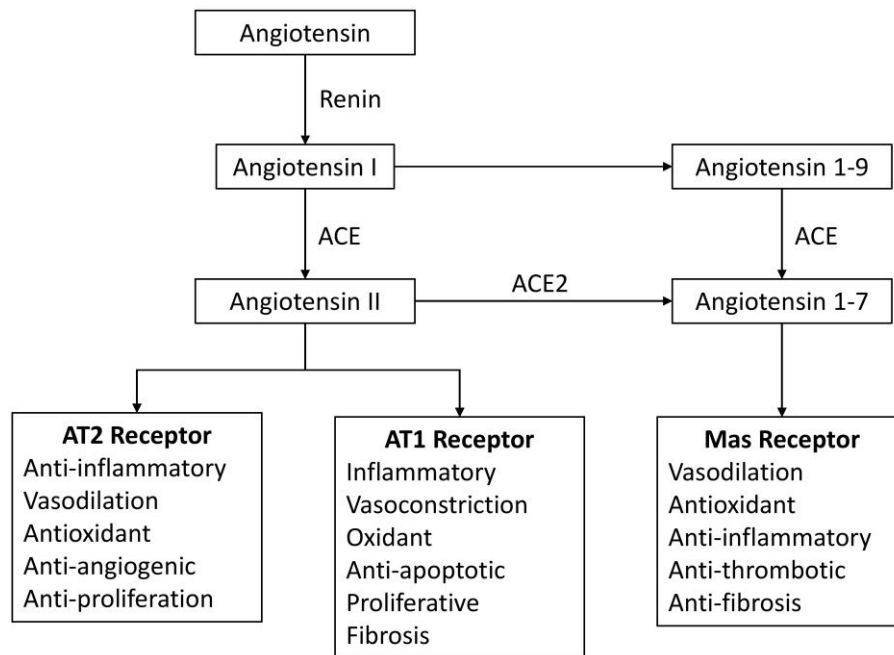 Angiotensin
Renin
Angiotensin I
Angiotensin 1-9
ACE
ACE
Angiotensin II
ACE2
Angiotensin 1-7
AT2 Receptor
Anti-inflammatory
Vasodilation
Antioxidant
Anti-angiogenic
Anti-proliferation
AT1 Receptor
Inflammatory
Vasoconstriction
Oxidant
Anti-apoptotic
Proliferative
Fibrosis
Mas Receptor
Vasodilation
Antioxidant
Anti-inflammatory
Anti-thrombotic
Anti-fibrosis